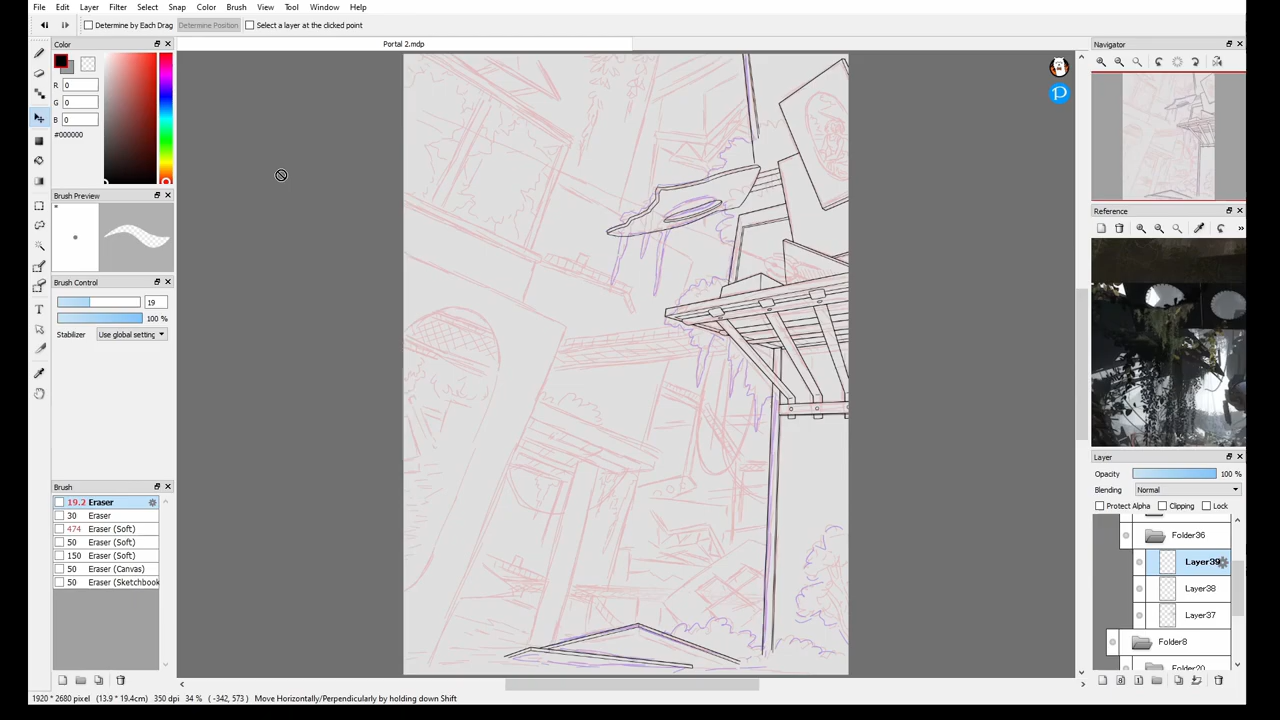 File Edit Layer Filter Select Snap Color Brush View Tool Window Help
Determine by Each Drag Determine Position Select a layer at the clicked point
Color
Portal 2.mdp
Navigator
R 0
G 0
B 0
#000000
Brush Preview
Reference
Brush Control
19
100 %
Stabilizer Use global setting
Layer
Opacity 100 %
Blending Normal
Protect Alpha Clipping Lock
Brush
19.2 Eraser
30 Eraser
474 Eraser (Soft)
50 Eraser (Soft)
150 Eraser (Soft)
50 Eraser (Canvas)
50 Eraser (Sketchbook
Folder36
Layer39
Layer38
Layer37
Folder8
Folder20
1920 * 2680 pixel (13.9 * 19.4cm) 350 dpi 34 % ( -342, 573 ) Move Horizontally/Perpendicularly by holding down Shift